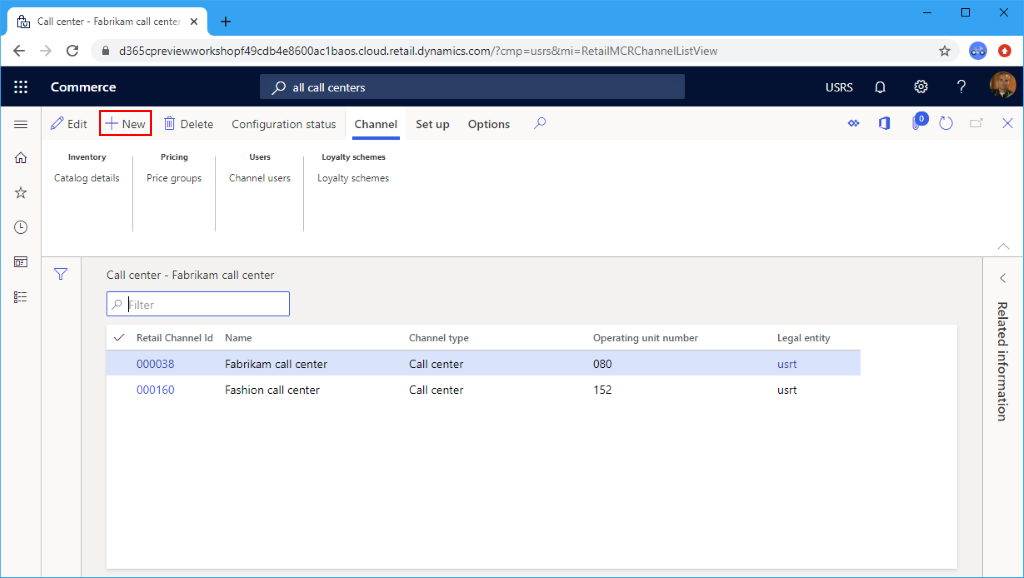 Call center - Fabrikam call center
d365cpreviewworkshopf49cdb4e8600ac1baos.cloud.retail.dynamics.com/?cmp=usrs&mi=RetailMCRChannelListView
Commerce all call centers USRS
Edit New Delete Configuration status Channel Set up Options 0
Inventory Pricing Users Loyalty schemes
Catalog details Price groups Channel users Loyalty schemes
Call center - Fabrikam call center
Filter
Retail Channel Id Name Channel type Operating unit number Legal entity
000038 Fabrikam call center Call center 080 usrt
000160 Fashion call center Call center 152 usrt
Related information